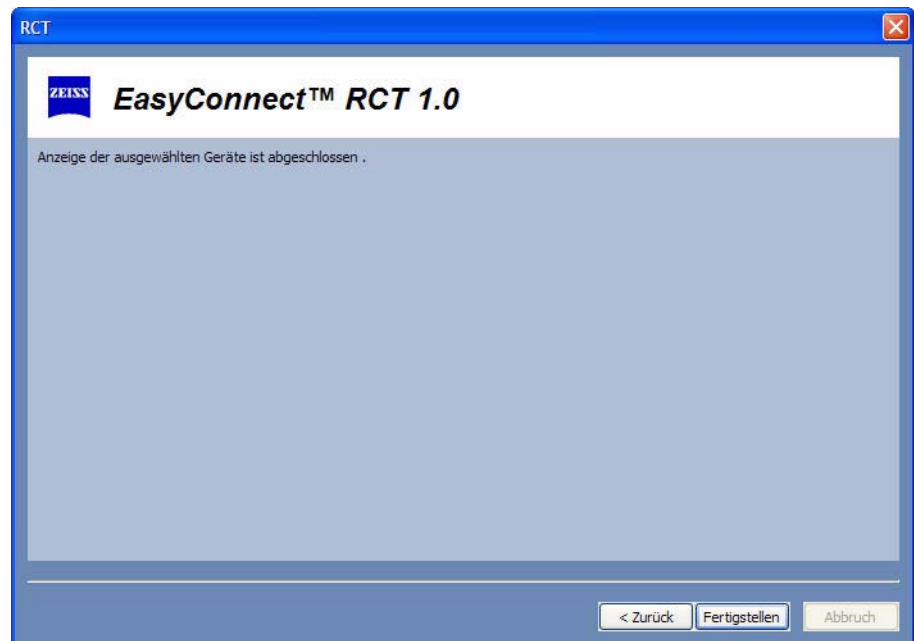 RCT
ZEISS
EasyConnect™ RCT 1.0
Anzeige der ausgewählten Geräte ist abgeschlossen .
< Zurück Fertigstellen Abbruch